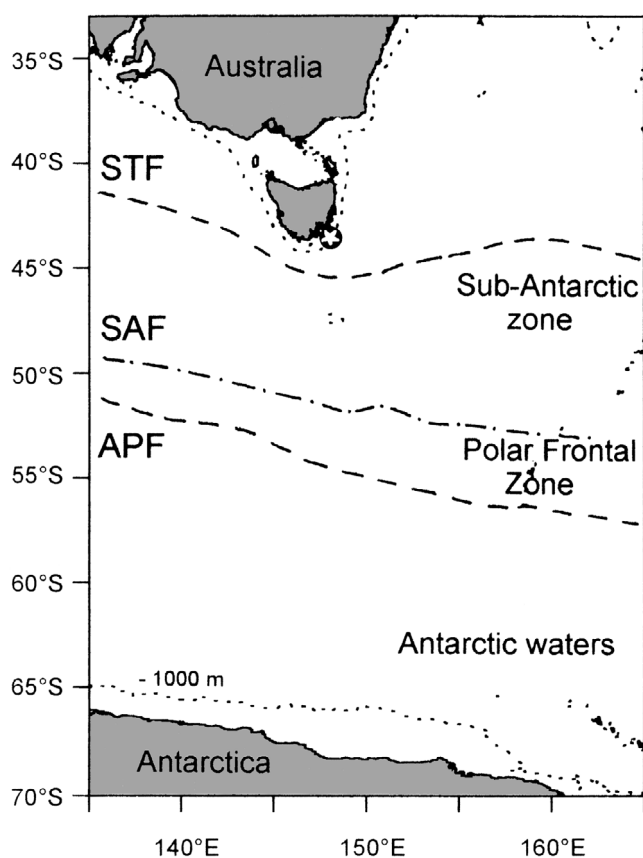 35°S
Australia
40°S
STF
45°S
Sub-Antarctic
zone
SAF
50°S
APF
Polar Frontal
Zone
55°S
60°S
Antarctic waters
- 1000 m
65°S
Antarctica
70°S
140°E 150°E 160°E